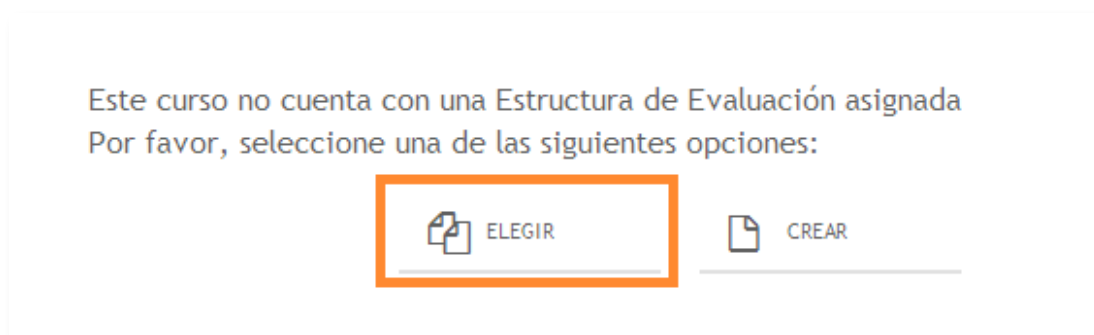 Este curso no cuenta con una Estructura de Evaluación asignada
Por favor, seleccione una de las siguientes opciones:
ELEGIR CREAR